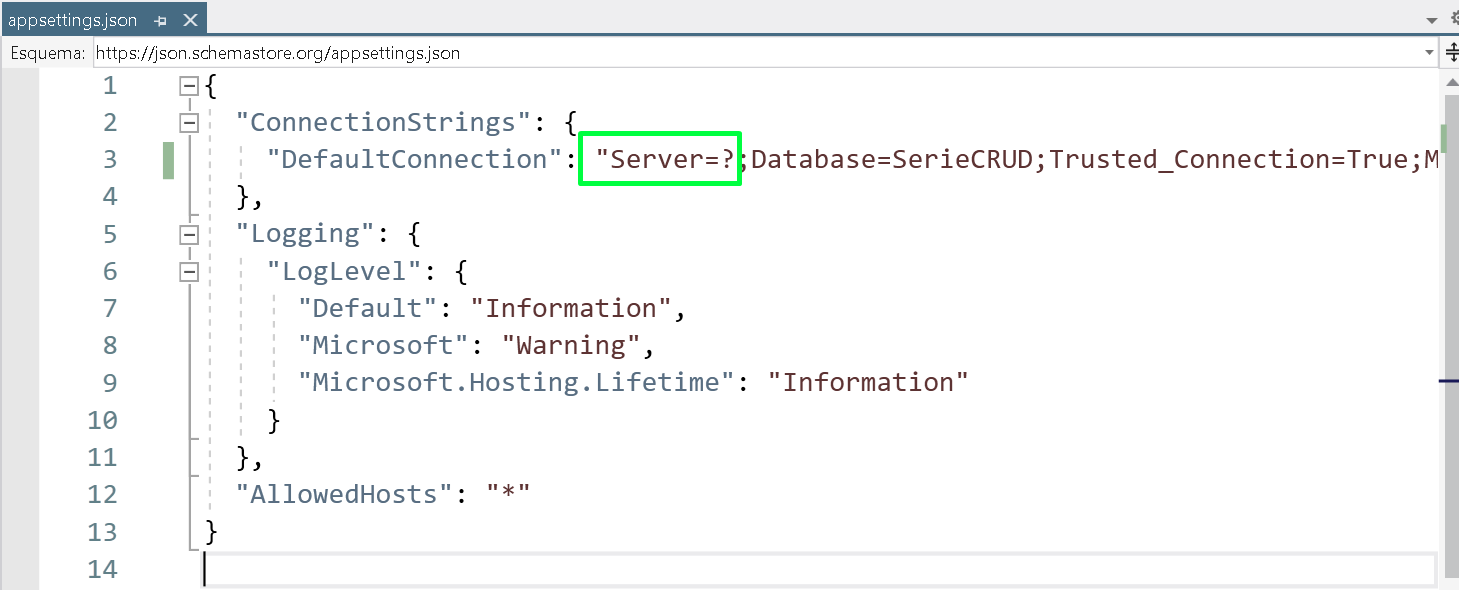 appsettings.json
Esquema: https://json.schemastore.org/appsettings.json
1 {
2 "ConnectionStrings": {
3 "DefaultConnection": "Server=?;Database=SerieCRUD;Trusted_Connection=True;M
4 },
5 "Logging": {
6 "LogLevel": {
7 "Default": "Information",
8 "Microsoft": "Warning",
9 "Microsoft.Hosting.Lifetime": "Information"
10 }
11 },
12 "AllowedHosts": "*"
13 }
14